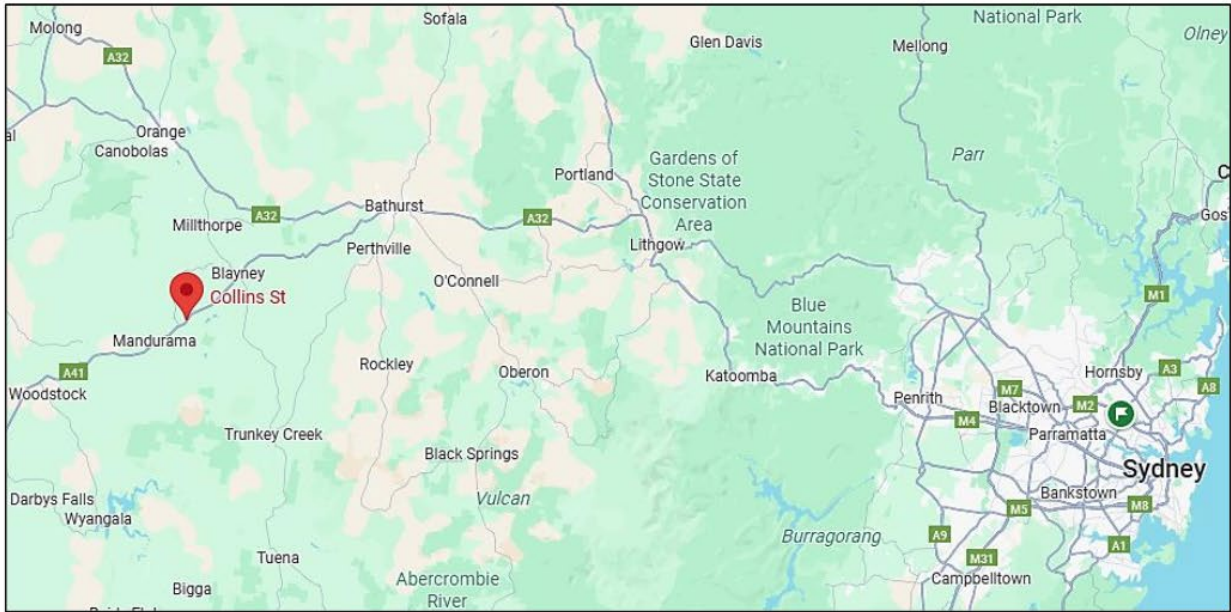 Sofala
National Park
Olney
Molong
Glen Davis
Mellong
A32
Orange
Canobolas
Portland
Gardens of
Stone State
Conservation
Area
Parr
Bathurst
A32
A32
Millthorpe
Lithgow
Perthville
Blayney
O'Connell
Collins St
M1
Blue
Mountains
National Park
Mandurama
Rockley
Oberon
Katoomba
Hornsby
A3
A8
A41
Woodstock
Penrith
M7
Blacktown
M2
M4
Parramatta
Trunkey Creek
Black Springs
Sydney
Darbys Falls
Wyangala
Vulcan
Bankstown
M5
M8
Burragorang
A9
A1
Tuena
M31
Campbelltown
Bigga
Abercrombie
River